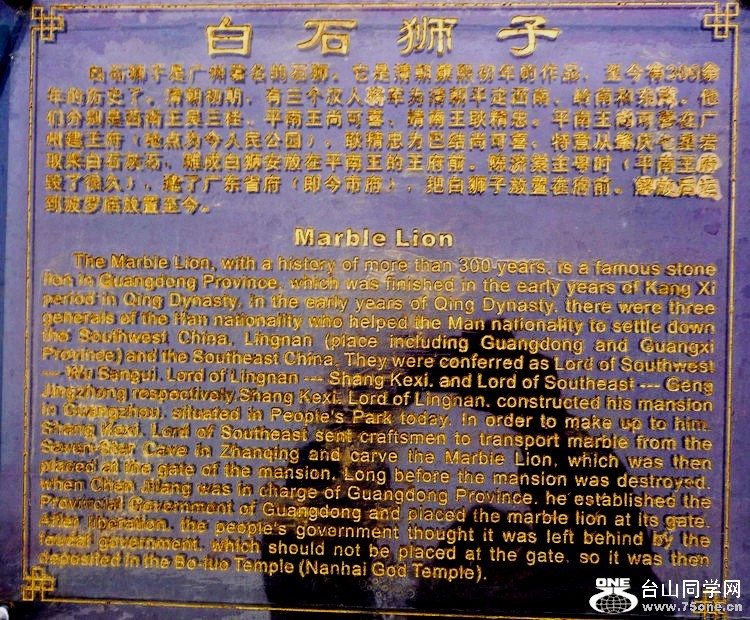 白石狮子
白石狮子是广州著名的石狮。它是清朝康熙初年的作品，至今有300余
年的历史了。清朝初期，有三个汉人将军为清朝平定西南、岭南和东南。他
们分别是西南王吴三桂、平南王尚可喜、靖南王耿精忠。平南王尚可喜在广
州建王府（地点为今人民公园）。耿精忠为巴结尚可喜，特意从肇庆七星岩
取来白石灰石，雕成白狮安放在平南王的王府前。陈济棠主粤时（平南王府
毁了很久），建了广东省府（即今市府），把白狮子放置在府前。解放后运
到波罗庙放置至今。
Marble Lion
The Marble Lion, with a history of more than 300-years, is a famous stone
lion in Guangdong Province, which was finished in the early years of Kang Xi
period in Qing Dynasty. In the early years of Qing Dynasty, there were three
generals of the Han nationality who helped the Man nationality to settle down
the Southwest China, Lingnan (place including Guangdong and Guangxi
Province) and the Southeast China. They were conferred as Lord of Southwest
--- Wu Sangui, Lord of Lingnan --- Shang Kexi, and Lord of Southeast --- Geng
Jingzhong respectively. Shang Kexi, Lord of Lingnan, constructed his mansion
in Guangzhou, situated in People's Park today. In order to make up to him,
Shang Kexi, Lord of Southeast sent craftsmen to transport marble from the
Seven-Star Cave in Zhanqing and carve the Marble Lion, which was then
placed at the gate of the mansion. Long before the mansion was destroyed,
when Chen Jitang was in charge of Guangdong Province, he established the
Provincial Government of Guangdong and placed the marble lion at its gate.
After liberation, the people's government thought it was left behind by the
feudal government, which should not be placed at the gate, so it was then
deposited in the Bo-luo Temple (Nanhai God Temple).
ONE 台山同学网
www.75one.cn